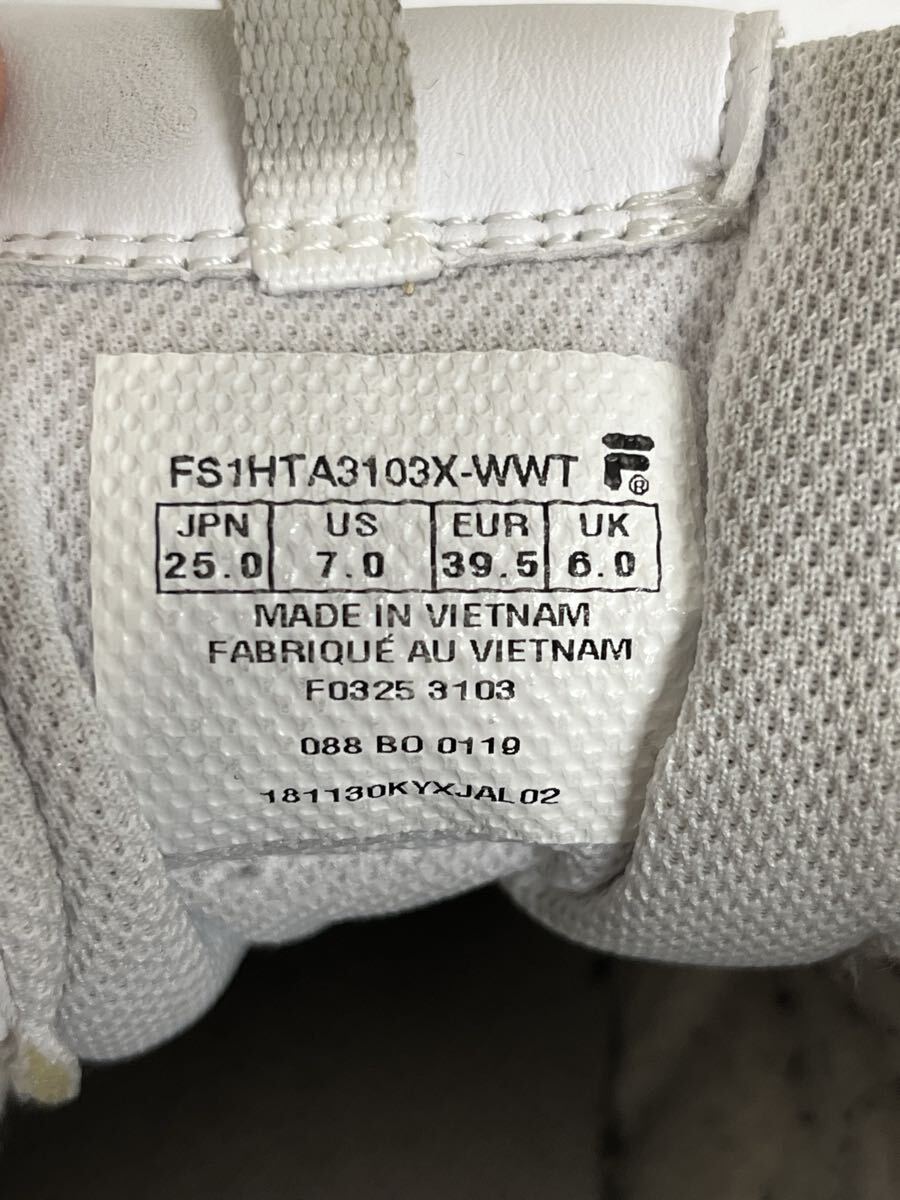 FS1HTA3103X-WWT F®
JPN US EUR UK
25.0 7.0 39.5 6.0
MADE IN VIETNAM
FABRIQUÉ AU VIETNAM
F0325 3103
088 BO 0119
181130KYXJAL02